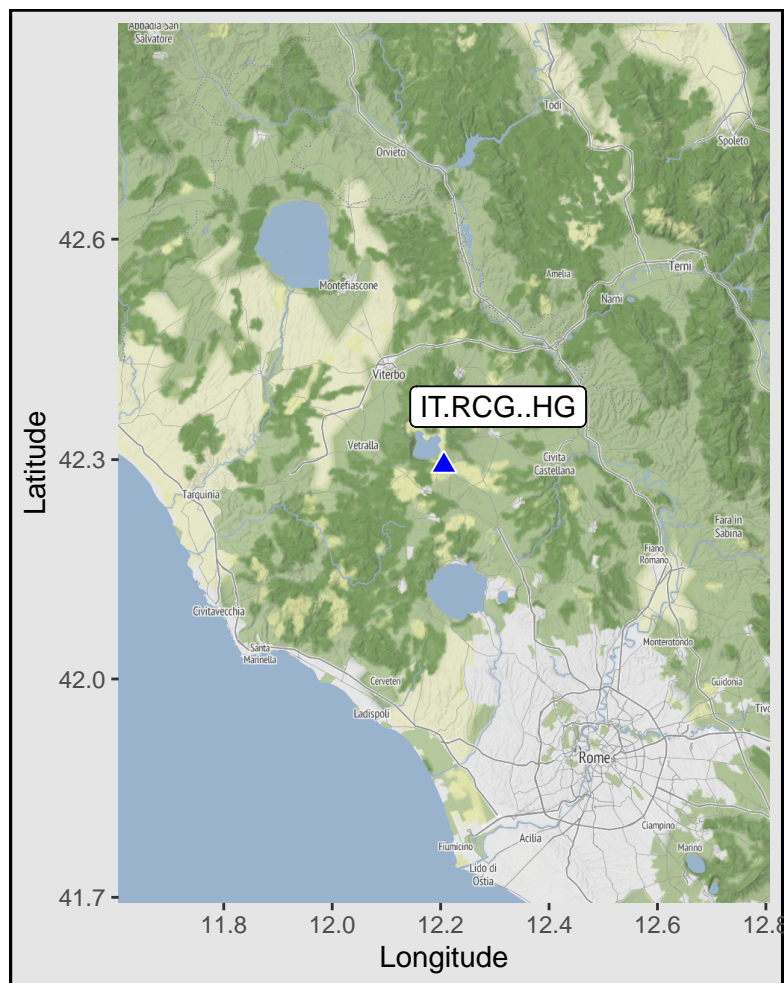 Abbadia San
Salvatore
Todi
Spoleto
Orvieto
42.6
Amelia
Terni
Montefiascone
Narni
Viterbo
IT.RCG..HG
Vetralla
42.3
Civita
Castellana
Latitude
Tarquinia
Fara in
Sabina
Fiano
Romano
Civitavecchia
Santa
Marinella
Monterotondo
42.0
Cerveteri
Guidonia
Ladispoli
Tivo
Rome
Ciampino
Fiumicino
Acilia
Marino
Lido di
Ostia
41.7
11.8 12.0 12.2 12.4 12.6 12.8
Longitude